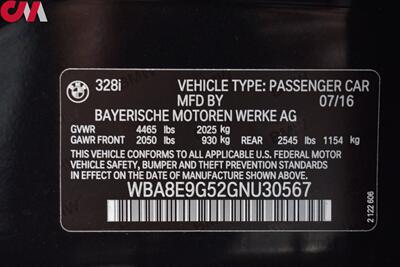 CM
BMW
328i
VEHICLE TYPE: PASSENGER CAR
MFD BY 07/16
BAYERISCHE MOTOREN WERKE AG
GVWR 4465 lbs 2025 kg
GAWR FRONT 2050 lbs 930 kg GAWR REAR 2545 lbs 1154 kg
THIS VEHICLE CONFORMS TO ALL APPLICABLE U.S. FEDERAL MOTOR
VEHICLE SAFETY, BUMPER, AND THEFT PREVENTION STANDARDS
IN EFFECT ON THE DATE OF MANUFACTURE SHOWN ABOVE.
WBA8E9G52GNU30567
2 122 606